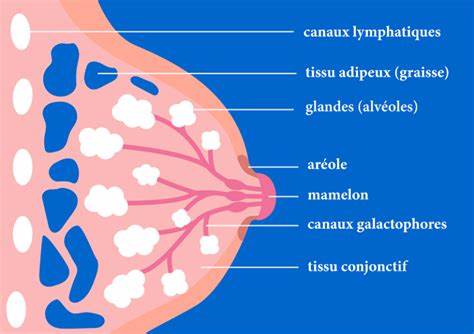 canaux lymphatiques
tissu adipeux (graisse)
glandes (alvéoles)
aréole
mamelon
canaux galactophores
tissu conjonctif